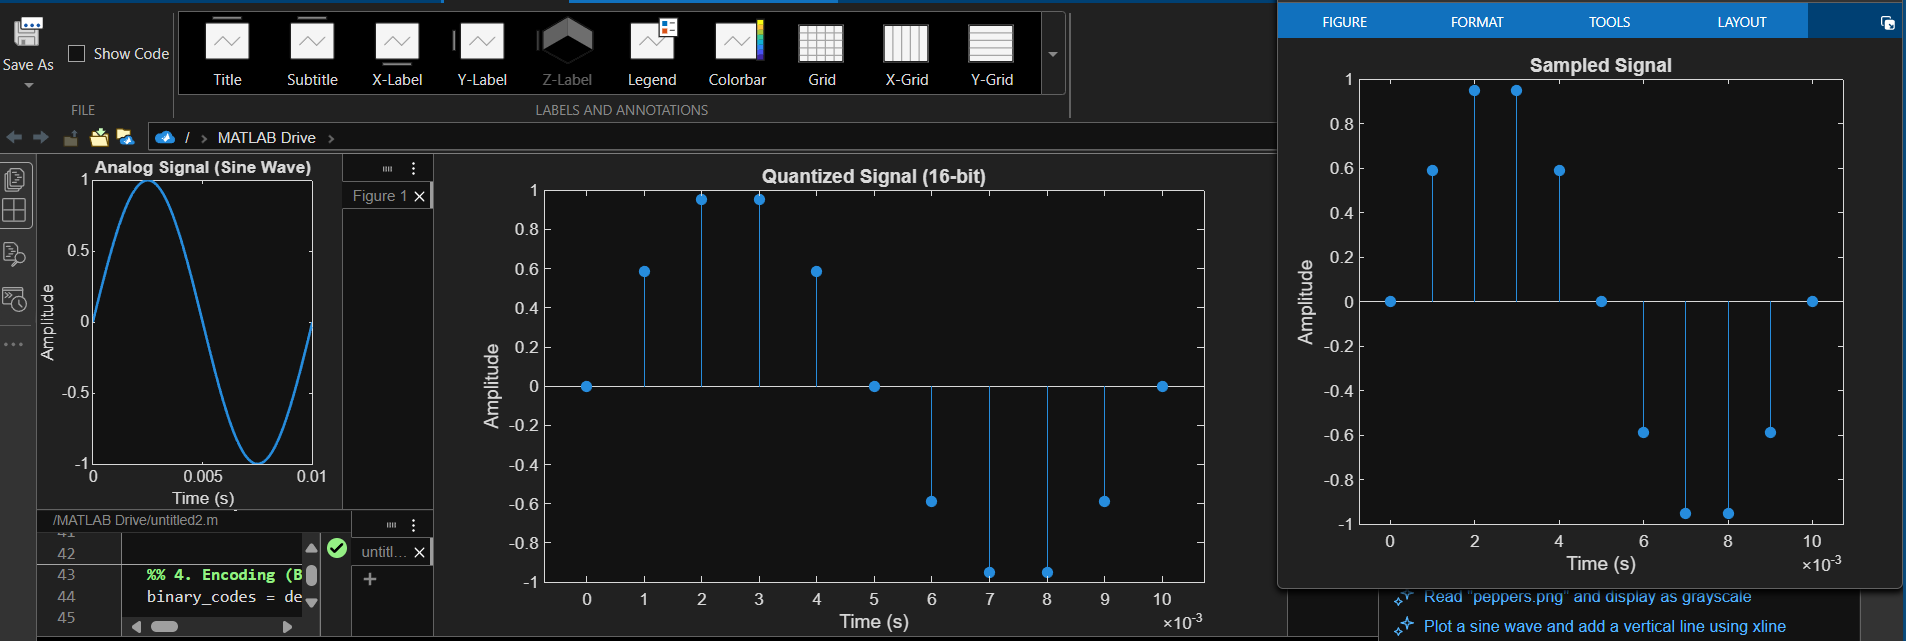 FIGURE FORMAT TOOLS LAYOUT
Save As
Show Code
Title Subtitle X-Label Y-Label Z-Label Legend Colorbar Grid X-Grid Y-Grid
FILE
LABELS AND ANNOTATIONS
/ › MATLAB Drive ›
Analog Signal (Sine Wave)
1
0.5
0
-0.5
-1
0 0.005 0.01
Amplitude
Time (s)
Figure 1
/MATLAB Drive/untitled2.m
41
42
43 %% 4. Encoding (B
44 binary_codes = de
45
untitl...
Quantized Signal (16-bit)
1
0.8
0.6
0.4
0.2
0
-0.2
-0.4
-0.6
-0.8
-1
0 1 2 3 4 5 6 7 8 9 10
Amplitude
Time (s)
×10-3
Sampled Signal
1
0.8
0.6
0.4
0.2
0
-0.2
-0.4
-0.6
-0.8
-1
0 2 4 6 8 10
Amplitude
Time (s)
×10-3
Read "peppers.png" and display as grayscale
Plot a sine wave and add a vertical line using xline